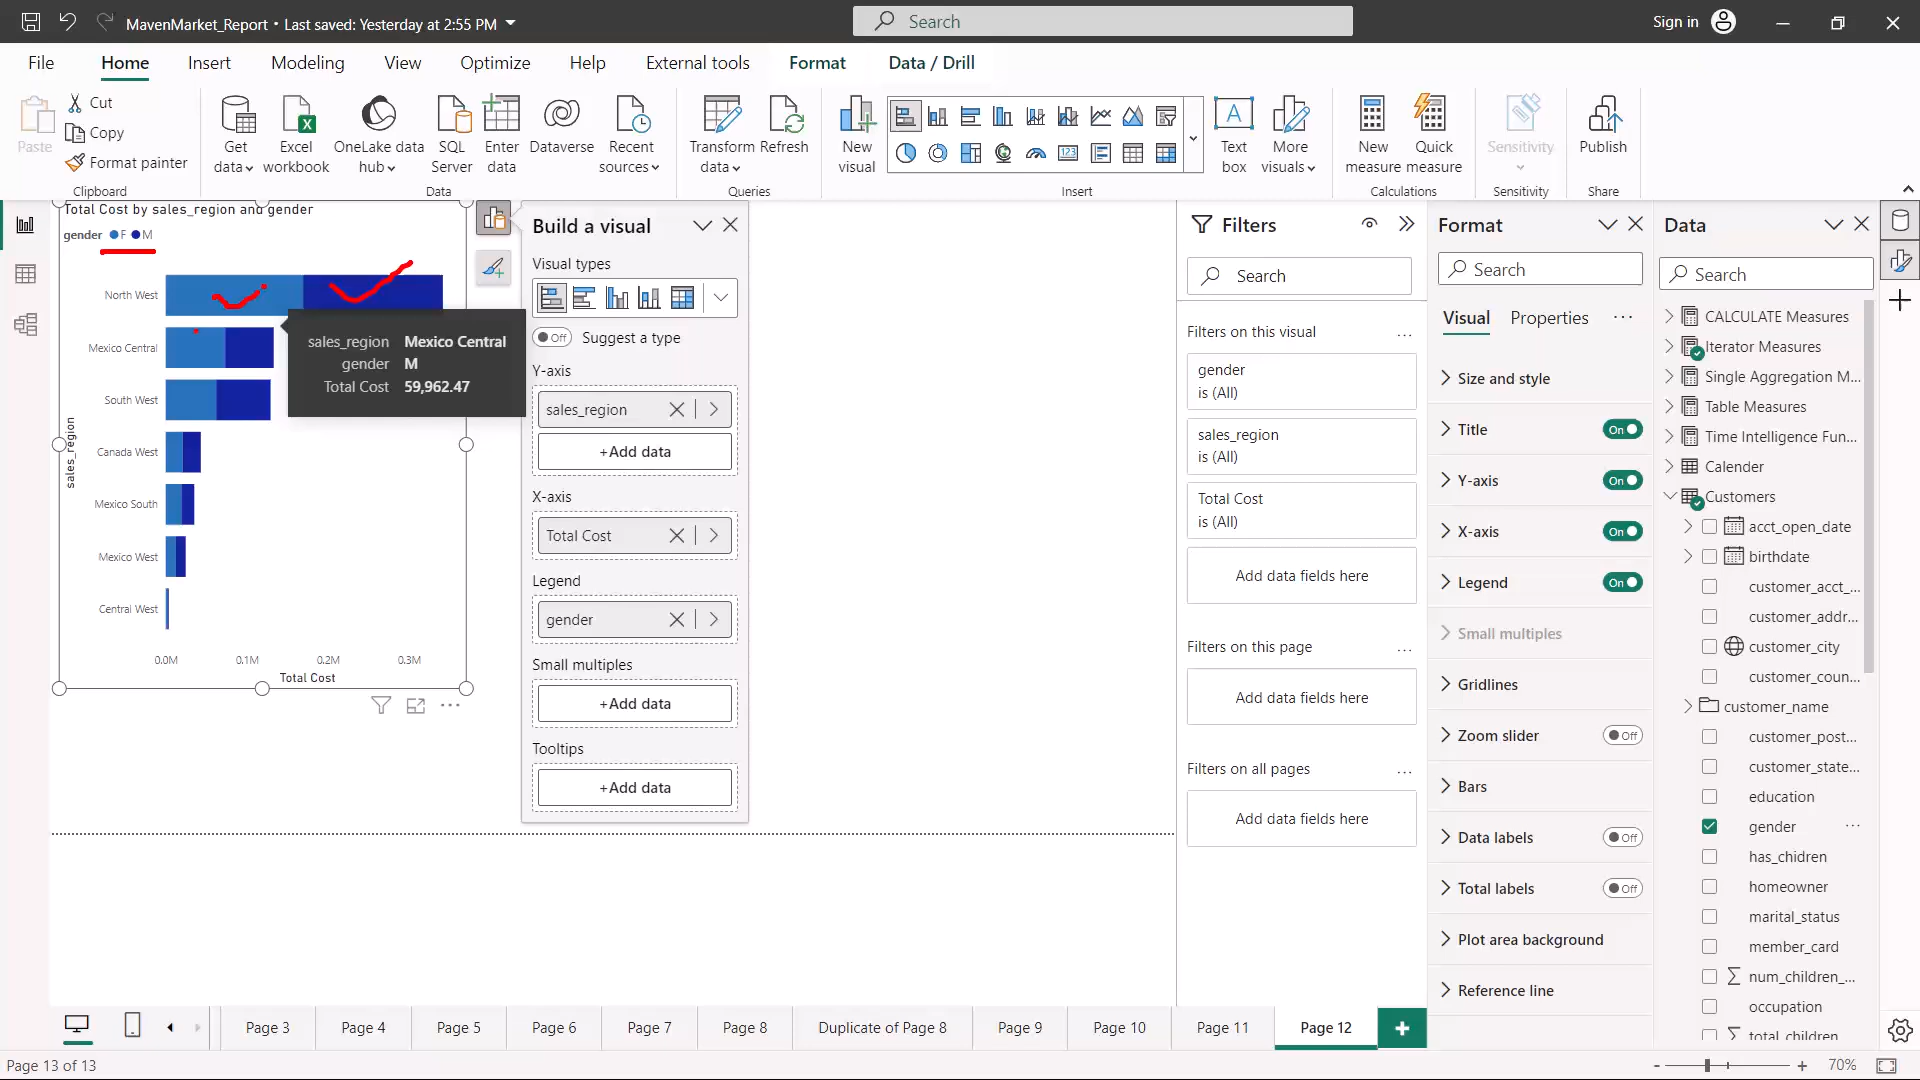 MavenMarket_Report • Last saved: Yesterday at 2:55 PM
Search
Sign in
File Home Insert Modeling View Optimize Help External tools Format Data / Drill
Paste
Cut
Copy
Format painter
Clipboard
Get data
Excel workbook
OneLake data hub
SQL Server
Enter data
Dataverse
Recent sources
Data
Transform data
Refresh
Queries
New visual
Text box
More visuals
Insert
New measure
Quick measure
Calculations
Sensitivity
Sensitivity
Publish
Share
Total Cost by sales_region and gender
gender F M
sales_region
North West
Mexico Central
South West
Canada West
Mexico South
Mexico West
Central West
0.0M 0.1M 0.2M 0.3M
Total Cost
sales_region Mexico Central
gender M
Total Cost 59,962.47
Build a visual
Visual types
Off Suggest a type
Y-axis
sales_region
+Add data
X-axis
Total Cost
Legend
gender
Small multiples
+Add data
Tooltips
+Add data
Filters
Search
Filters on this visual ...
gender
is (All)
sales_region
is (All)
Total Cost
is (All)
Add data fields here
Filters on this page ...
Add data fields here
Filters on all pages ...
Add data fields here
Format
Search
Visual Properties ...
Size and style
Title On
Y-axis On
X-axis On
Legend On
Small multiples
Gridlines
Zoom slider Off
Bars
Data labels Off
Total labels Off
Plot area background
Reference line
Data
Search
CALCULATE Measures
Iterator Measures
Single Aggregation M...
Table Measures
Time Intelligence Fun...
Calender
Customers
acct_open_date
birthdate
customer_acct_...
customer_addr...
customer_city
customer_coun...
customer_name
customer_post...
customer_state...
education
gender ...
has_chidren
homeowner
marital_status
member_card
num_children_...
occupation
total_children
Page 3 Page 4 Page 5 Page 6 Page 7 Page 8 Duplicate of Page 8 Page 9 Page 10 Page 11 Page 12
Page 13 of 13
70%